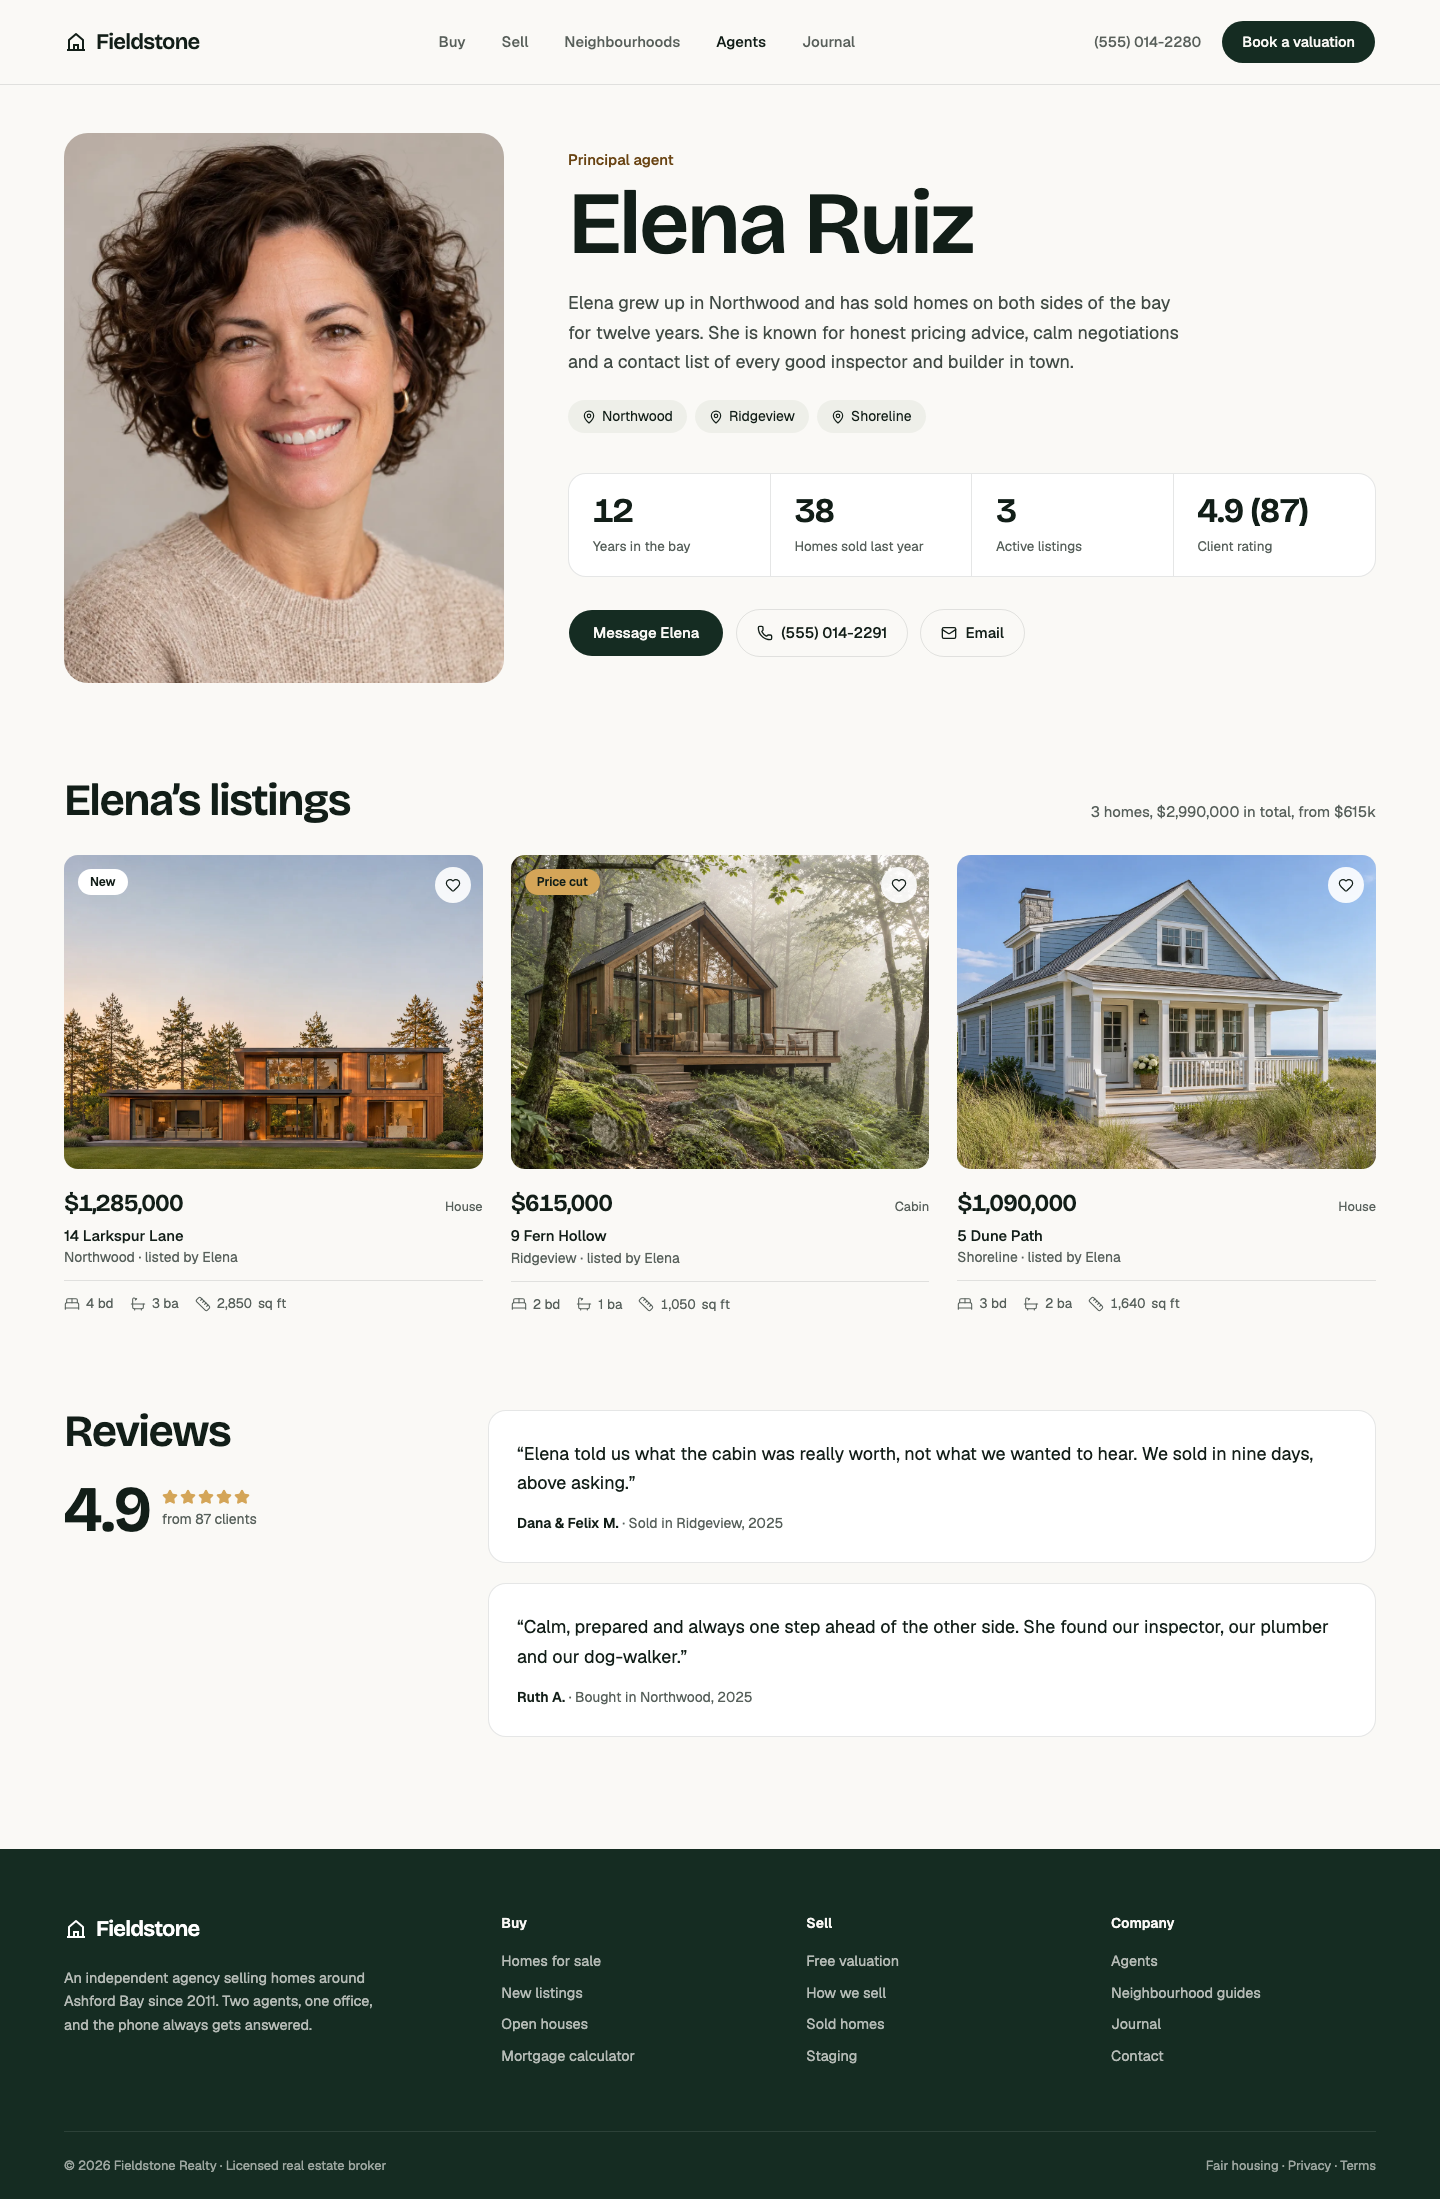 Fieldstone
Buy
Sell
Neighbourhoods
Agents
Journal
(555) 014-2280
Book a valuation
Principal agent
Elena Ruiz
Elena grew up in Northwood and has sold homes on both sides of the bay
for twelve years. She is known for honest pricing advice, calm negotiations
and a contact list of every good inspector and builder in town.
Northwood
Ridgeview
Shoreline
12
Years in the bay
38
Homes sold last year
3
Active listings
4.9 (87)
Client rating
Message Elena
(555) 014-2291
Email
Elena’s listings
3 homes, $2,990,000 in total, from $615k
New
$1,285,000
House
14 Larkspur Lane
Northwood · listed by Elena
4 bd
3 ba
2,850 sq ft
Price cut
$615,000
Cabin
9 Fern Hollow
Ridgeview · listed by Elena
2 bd
1 ba
1,050 sq ft
$1,090,000
House
5 Dune Path
Shoreline · listed by Elena
3 bd
2 ba
1,640 sq ft
Reviews
4.9
from 87 clients
“Elena told us what the cabin was really worth, not what we wanted to hear. We sold in nine days,
above asking.”
Dana & Felix M. · Sold in Ridgeview, 2025
“Calm, prepared and always one step ahead of the other side. She found our inspector, our plumber
and our dog-walker.”
Ruth A. · Bought in Northwood, 2025
Fieldstone
An independent agency selling homes around
Ashford Bay since 2011. Two agents, one office,
and the phone always gets answered.
Buy
Homes for sale
New listings
Open houses
Mortgage calculator
Sell
Free valuation
How we sell
Sold homes
Staging
Company
Agents
Neighbourhood guides
Journal
Contact
© 2026 Fieldstone Realty · Licensed real estate broker
Fair housing · Privacy · Terms